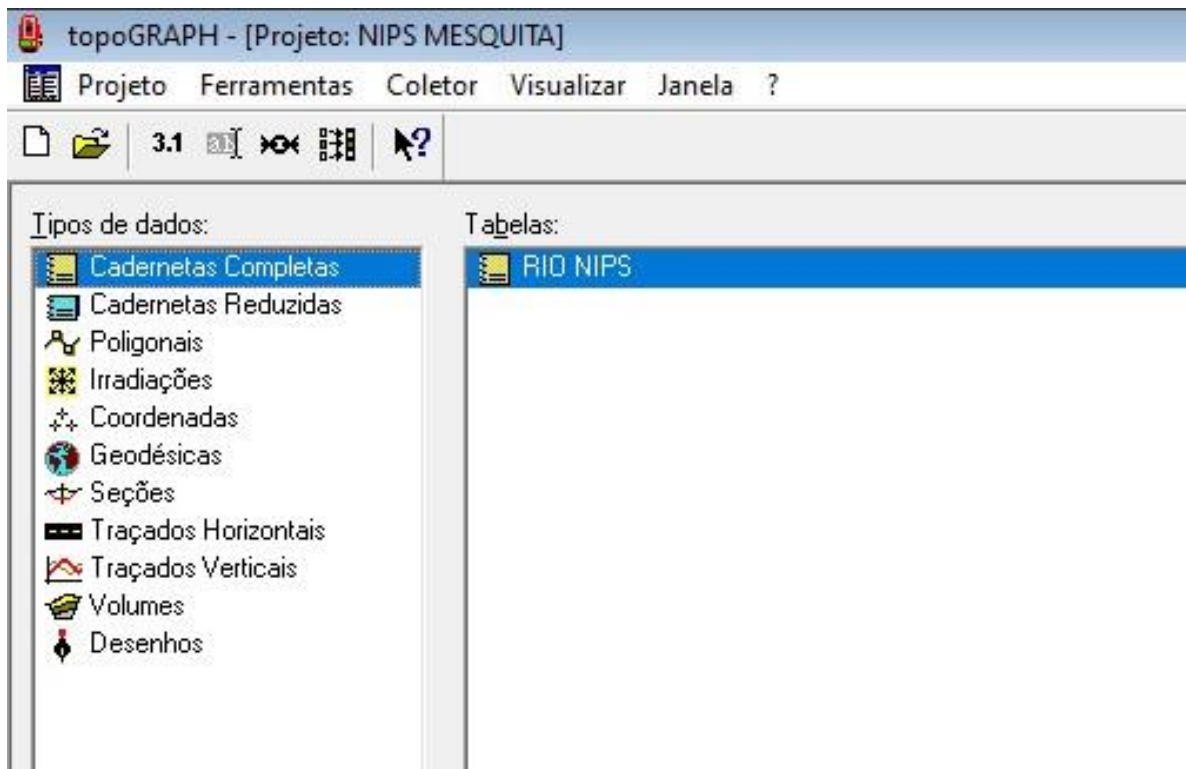 topoGRAPH - [Projeto: NIPS MESQUITA]
Projeto Ferramentas Coletor Visualizar Janela ?
3.1 ab ?
Tipos de dados: Tabelas:
Cadernetas Completas RIO NIPS
Cadernetas Reduzidas
Poligonais
Irradiações
Coordenadas
Geodésicas
Seções
Traçados Horizontais
Traçados Verticais
Volumes
Desenhos